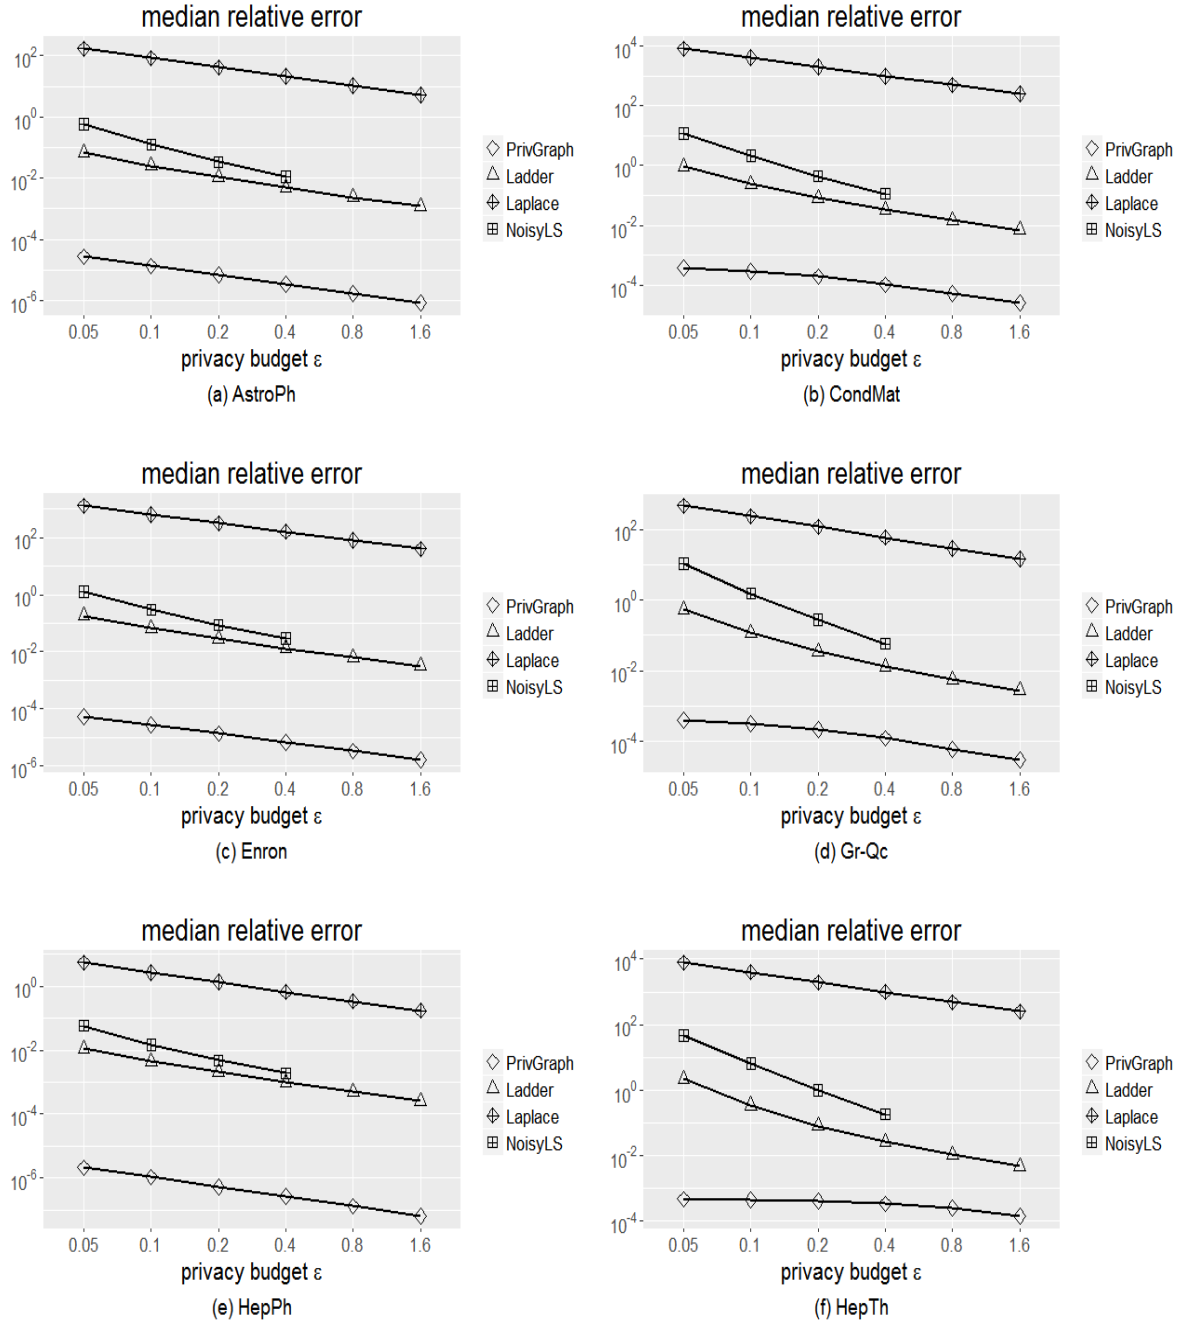 median relative error
10^2
10^0
10^-2
10^-4
10^-6
0.05 0.1 0.2 0.4 0.8 1.6
privacy budget ε
(a) AstroPh
PrivGraph
Ladder
Laplace
NoisyLS
median relative error
10^4
10^2
10^0
10^-2
10^-4
0.05 0.1 0.2 0.4 0.8 1.6
privacy budget ε
(b) CondMat
PrivGraph
Ladder
Laplace
NoisyLS
median relative error
10^2
10^0
10^-2
10^-4
10^-6
0.05 0.1 0.2 0.4 0.8 1.6
privacy budget ε
(c) Enron
PrivGraph
Ladder
Laplace
NoisyLS
median relative error
10^2
10^0
10^-2
10^-4
0.05 0.1 0.2 0.4 0.8 1.6
privacy budget ε
(d) Gr-Qc
PrivGraph
Ladder
Laplace
NoisyLS
median relative error
10^0
10^-2
10^-4
10^-6
0.05 0.1 0.2 0.4 0.8 1.6
privacy budget ε
(e) HepPh
PrivGraph
Ladder
Laplace
NoisyLS
median relative error
10^4
10^2
10^0
10^-2
10^-4
0.05 0.1 0.2 0.4 0.8 1.6
privacy budget ε
(f) HepTh
PrivGraph
Ladder
Laplace
NoisyLS